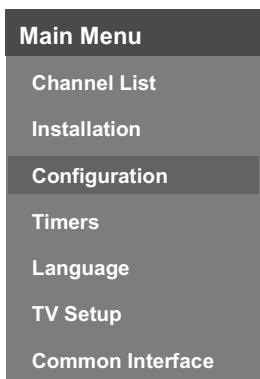 Main Menu
Channel List
Installation
Configuration
Timers
Language
TV Setup
Common Interface